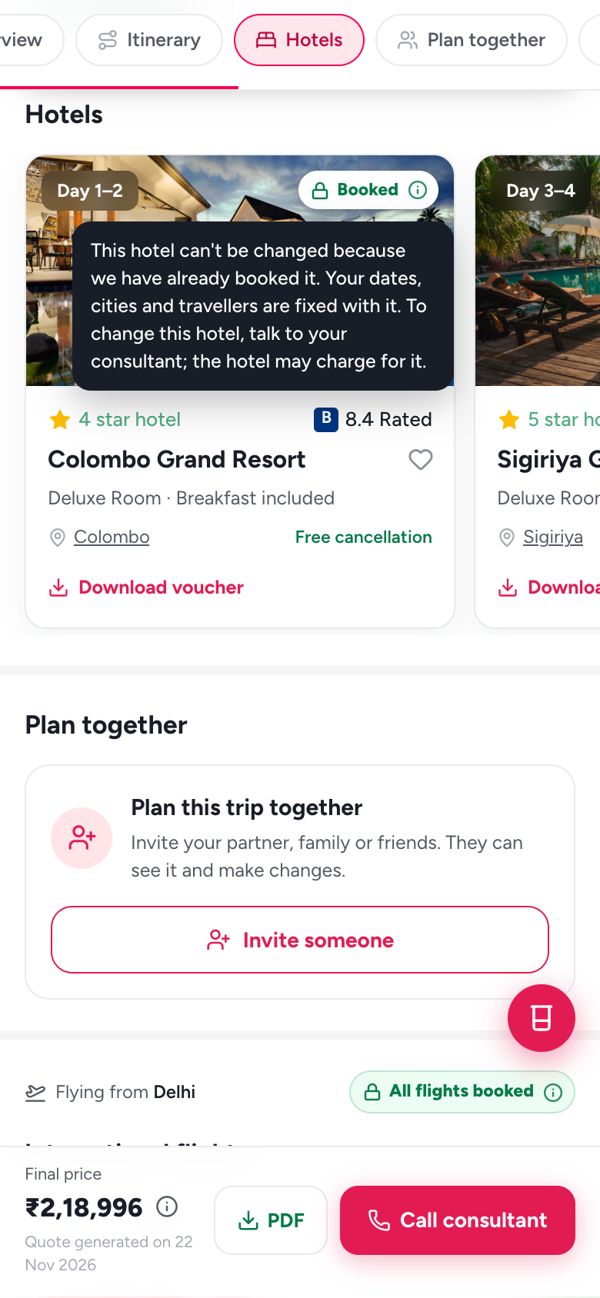 rview
Itinerary
Hotels
Plan together
Hotels
Day 1–2
Booked
Day 3–4
This hotel can't be changed because
we have already booked it. Your dates,
cities and travellers are fixed with it. To
change this hotel, talk to your
consultant; the hotel may charge for it.
4 star hotel
B 8.4 Rated
5 star ho
Colombo Grand Resort
Sigiriya G
Deluxe Room · Breakfast included
Deluxe Roor
Colombo
Free cancellation
Sigiriya
Download voucher
Downloa
Plan together
Plan this trip together
Invite your partner, family or friends. They can
see it and make changes.
Invite someone
Flying from Delhi
All flights booked
Final price
₹2,18,996
Quote generated on 22
Nov 2026
PDF
Call consultant